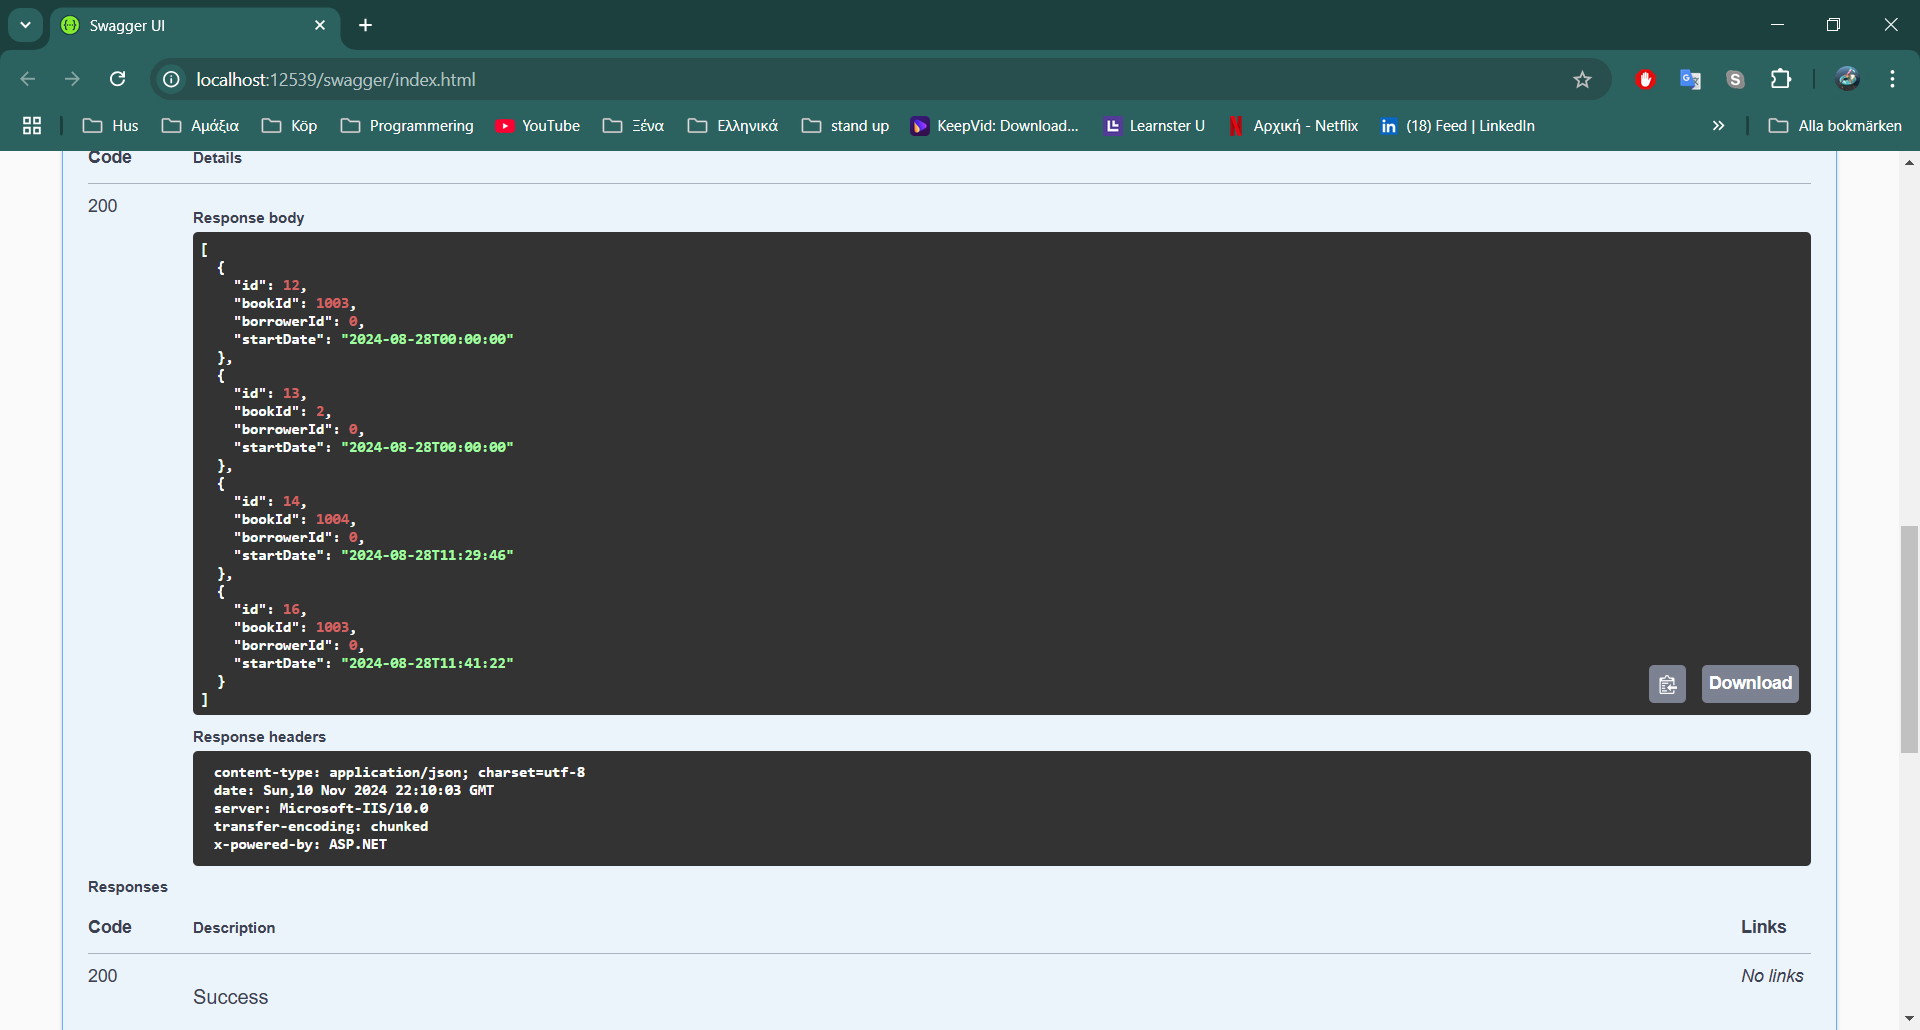 Swagger UI
localhost:12539/swagger/index.html
Hus Αμάξια Köp Programmering YouTube Ξένα Ελληνικά stand up KeepVid: Download... Learnster U Αρχική - Netflix (18) Feed | LinkedIn » Alla bokmärken
Code Details
200
Response body
[
{
"id": 12,
"bookId": 1003,
"borrowerId": 0,
"startDate": "2024-08-28T00:00:00"
},
{
"id": 13,
"bookId": 2,
"borrowerId": 0,
"startDate": "2024-08-28T00:00:00"
},
{
"id": 14,
"bookId": 1004,
"borrowerId": 0,
"startDate": "2024-08-28T11:29:46"
},
{
"id": 16,
"bookId": 1003,
"borrowerId": 0,
"startDate": "2024-08-28T11:41:22"
}
]
Download
Response headers
content-type: application/json; charset=utf-8
date: Sun,10 Nov 2024 22:10:03 GMT
server: Microsoft-IIS/10.0
transfer-encoding: chunked
x-powered-by: ASP.NET
Responses
Code Description Links
200 No links
Success